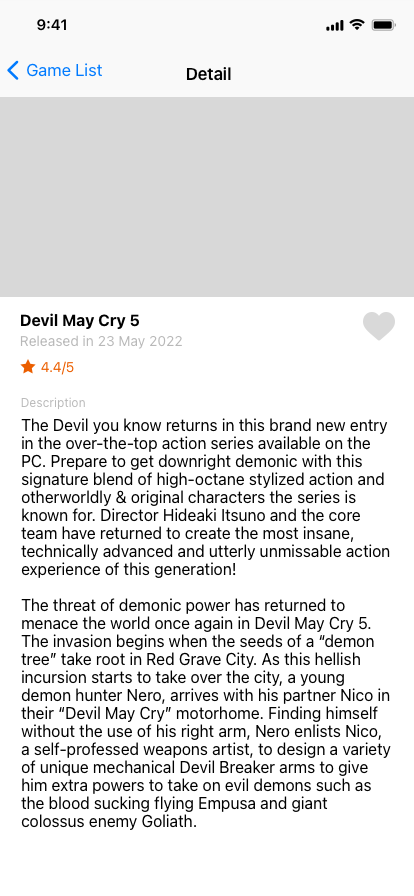 9:41
Game List
Detail
Devil May Cry 5
Released in 23 May 2022
4.4/5
Description
The Devil you know returns in this brand new entry
in the over-the-top action series available on the
PC. Prepare to get downright demonic with this
signature blend of high-octane stylized action and
otherworldly & original characters the series is
known for. Director Hideaki Itsuno and the core
team have returned to create the most insane,
technically advanced and utterly unmissable action
experience of this generation!
The threat of demonic power has returned to
menace the world once again in Devil May Cry 5.
The invasion begins when the seeds of a “demon
tree” take root in Red Grave City. As this hellish
incursion starts to take over the city, a young
demon hunter Nero, arrives with his partner Nico in
their “Devil May Cry” motorhome. Finding himself
without the use of his right arm, Nero enlists Nico,
a self-professed weapons artist, to design a variety
of unique mechanical Devil Breaker arms to give
him extra powers to take on evil demons such as
the blood sucking flying Empusa and giant
colossus enemy Goliath.